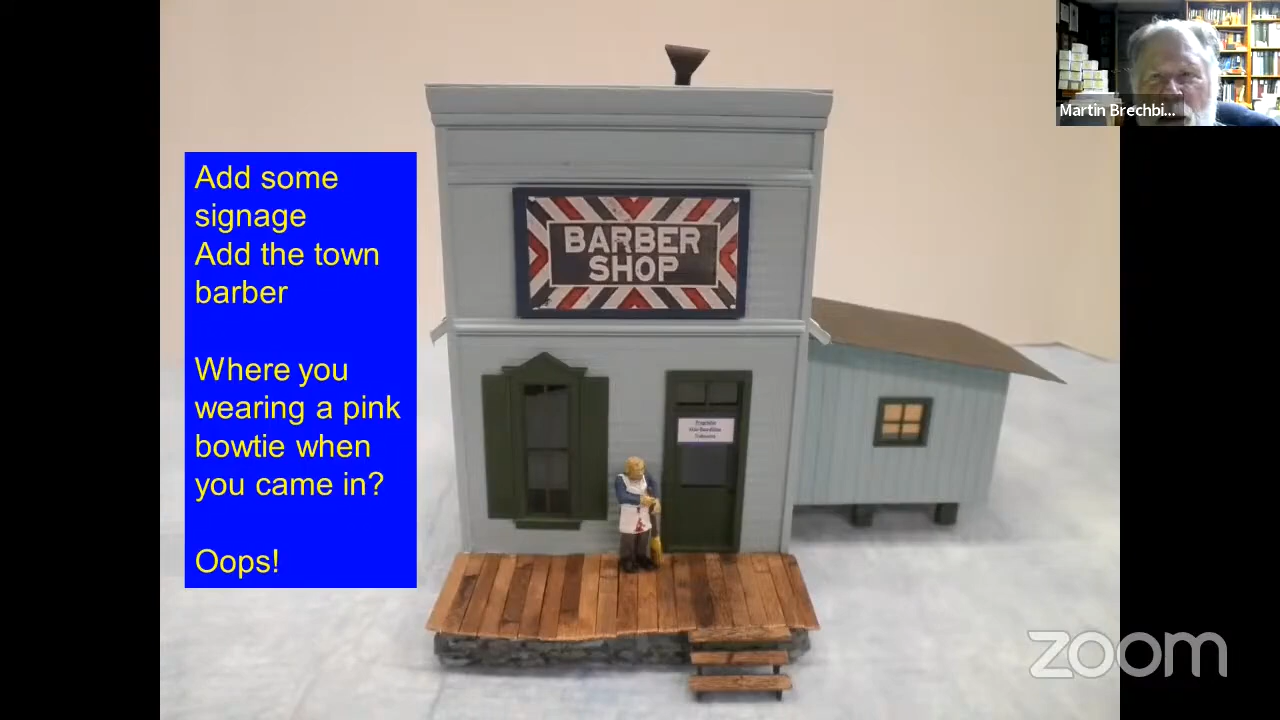 Martin Brechbi...
Add some
signage
Add the town
barber
Where you
wearing a pink
bowtie when
you came in?
Oops!
BARBER
SHOP
Proprietor
zoom